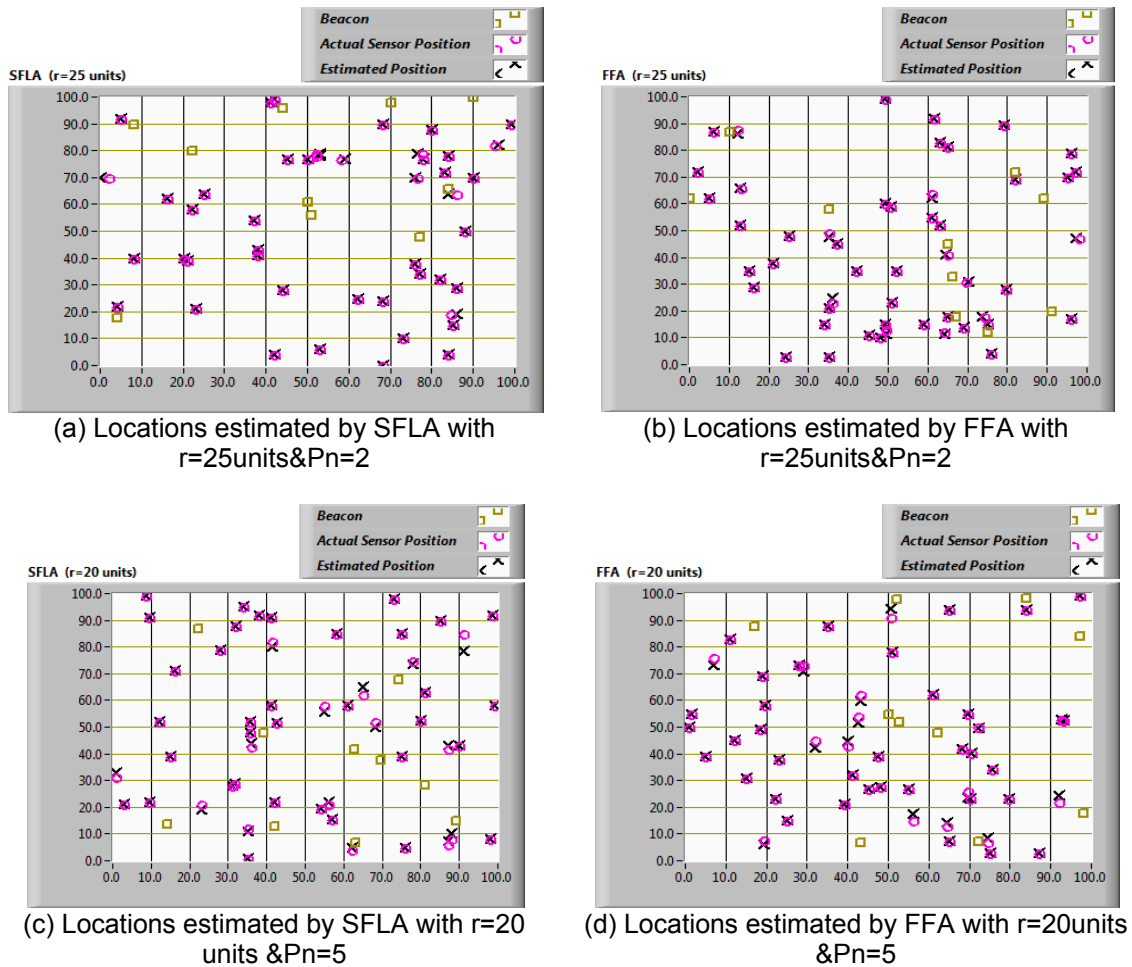 Beacon
Actual Sensor Position
Estimated Position
SFLA (r=25 units)
100.0
90.0
80.0
70.0
60.0
50.0
40.0
30.0
20.0
10.0
0.0
0.0 10.0 20.0 30.0 40.0 50.0 60.0 70.0 80.0 90.0 100.0
(a) Locations estimated by SFLA with
r=25units&Pn=2
Beacon
Actual Sensor Position
Estimated Position
FFA (r=25 units)
100.0
90.0
80.0
70.0
60.0
50.0
40.0
30.0
20.0
10.0
0.0
0.0 10.0 20.0 30.0 40.0 50.0 60.0 70.0 80.0 90.0 100.0
(b) Locations estimated by FFA with
r=25units&Pn=2
Beacon
Actual Sensor Position
Estimated Position
SFLA (r=20 units)
100.0
90.0
80.0
70.0
60.0
50.0
40.0
30.0
20.0
10.0
0.0
0.0 10.0 20.0 30.0 40.0 50.0 60.0 70.0 80.0 90.0 100.0
(c) Locations estimated by SFLA with r=20
units &Pn=5
Beacon
Actual Sensor Position
Estimated Position
FFA (r=20 units)
100.0
90.0
80.0
70.0
60.0
50.0
40.0
30.0
20.0
10.0
0.0
0.0 10.0 20.0 30.0 40.0 50.0 60.0 70.0 80.0 90.0 100.0
(d) Locations estimated by FFA with r=20units
&Pn=5